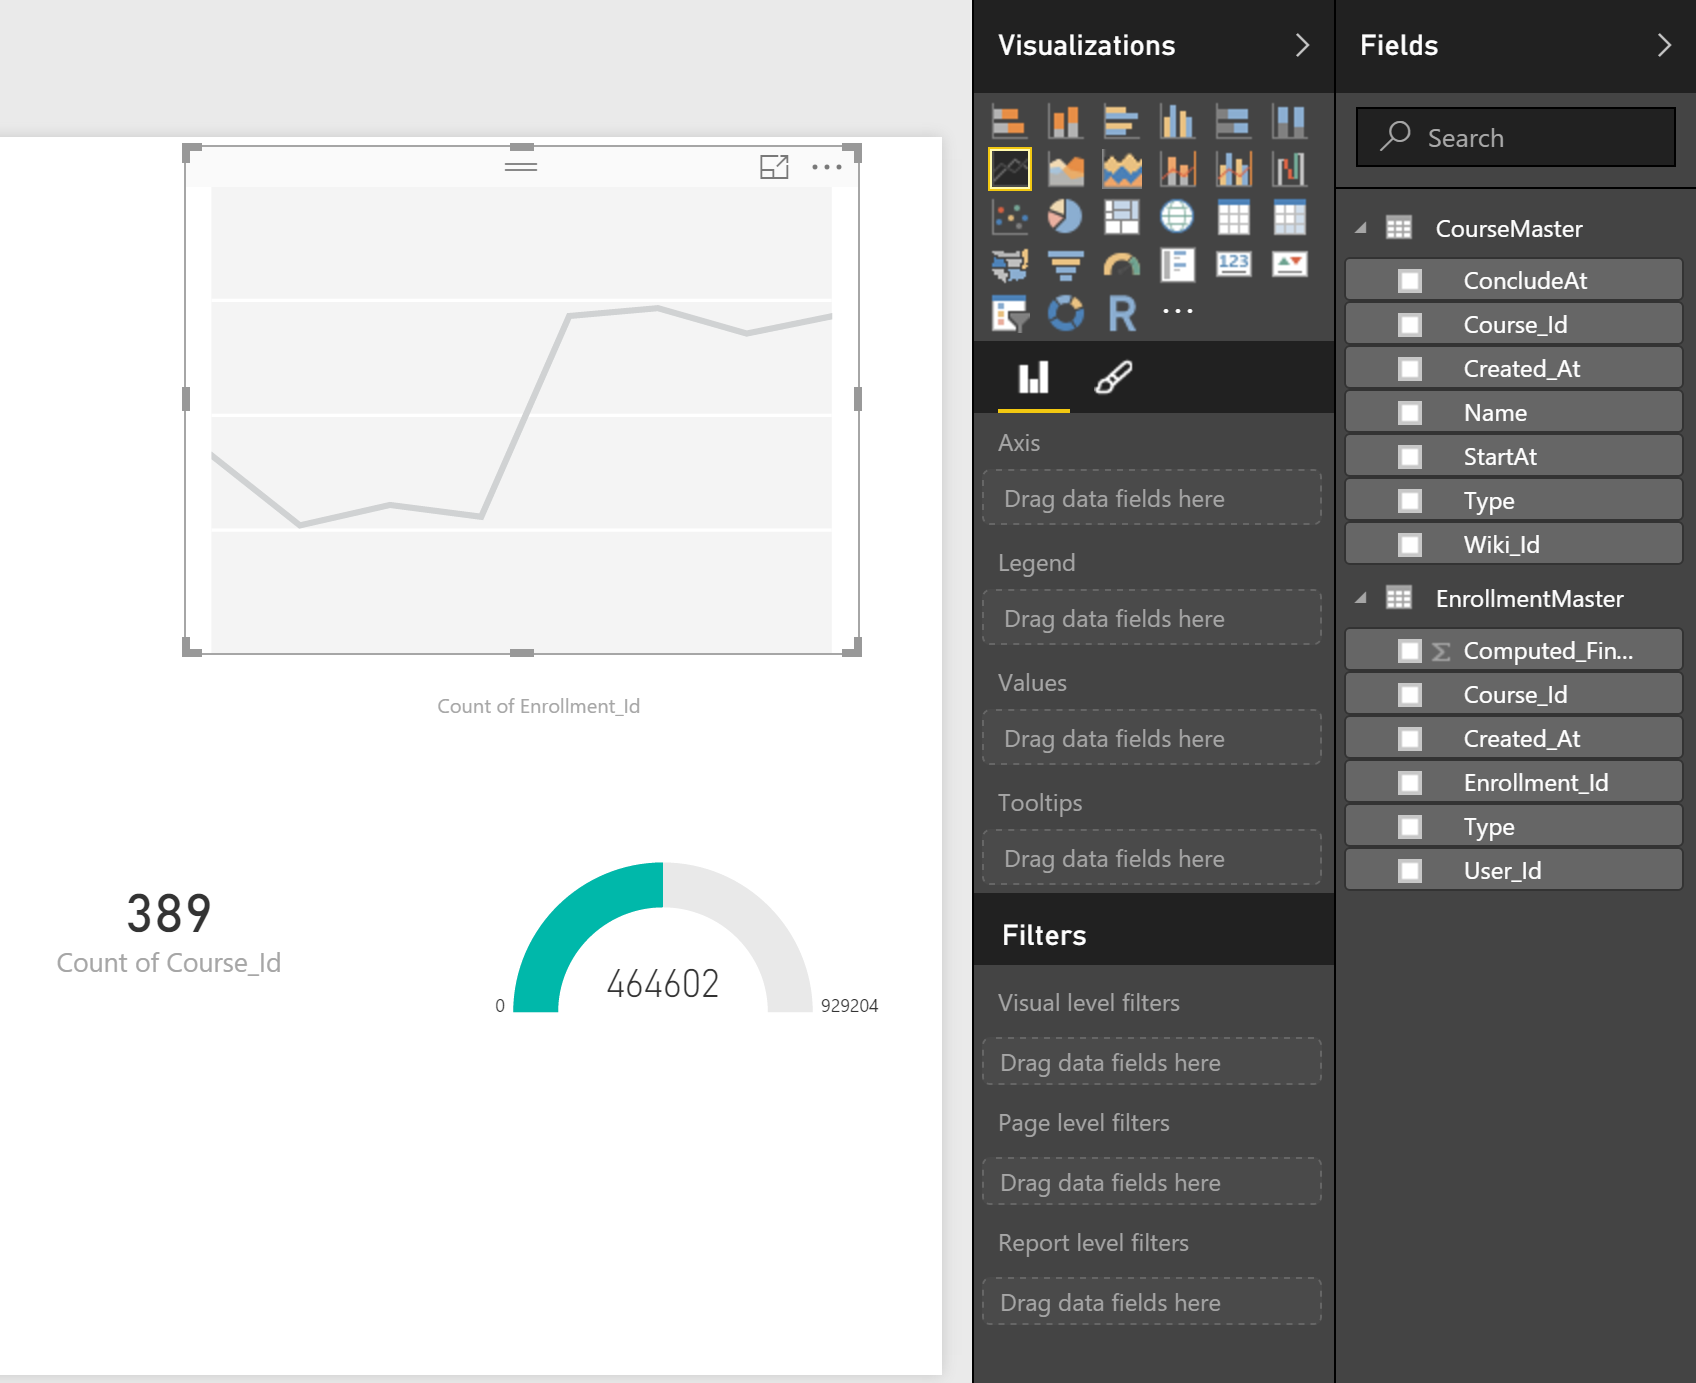 Count of Enrollment_Id
389
Count of Course_Id
464602
0
929204
Visualizations
123
R
Axis
Drag data fields here
Legend
Drag data fields here
Values
Drag data fields here
Tooltips
Drag data fields here
Filters
Visual level filters
Drag data fields here
Page level filters
Drag data fields here
Report level filters
Drag data fields here
Fields
Search
CourseMaster
ConcludeAt
Course_Id
Created_At
Name
StartAt
Type
Wiki_Id
EnrollmentMaster
Σ Computed_Fin...
Course_Id
Created_At
Enrollment_Id
Type
User_Id